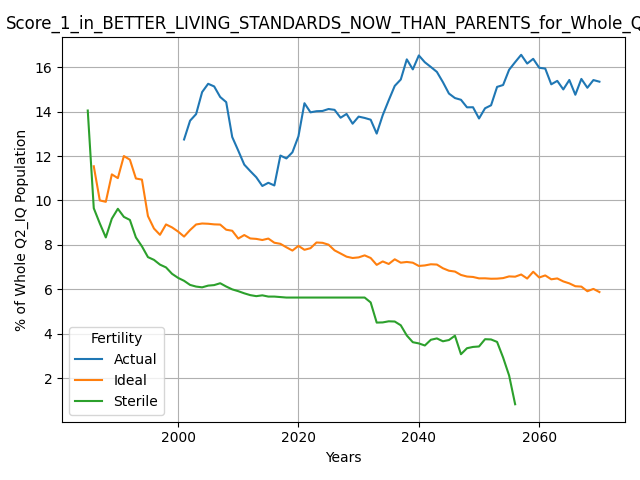 Score_1_in_BETTER_LIVING_STANDARDS_NOW_THAN_PARENTS_for_Whole_Q
% of Whole Q2_IQ Population
16
14
12
10
8
6
4
2
Fertility
Actual
Ideal
Sterile
2000 2020 2040 2060
Years